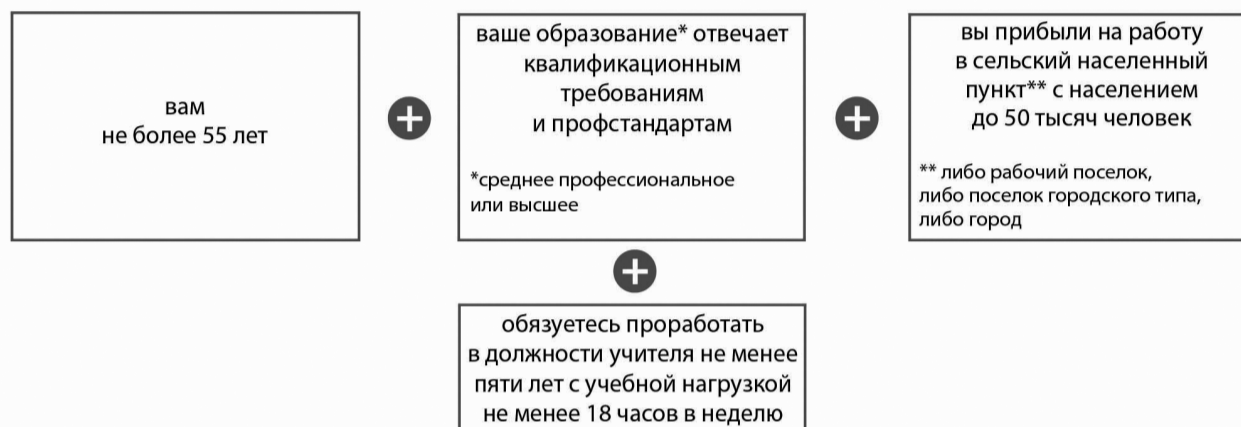 вам
не более 55 лет
ваше образование* отвечает
квалификационным
требованиям
и профстандартам
*среднее профессиональное
или высшее
вы прибыли на работу
в сельский населенный
пункт** с населением
до 50 тысяч человек
** либо рабочий поселок,
либо поселок городского типа,
либо город
обязуетесь проработать
в должности учителя не менее
пяти лет с учебной нагрузкой
не менее 18 часов в неделю